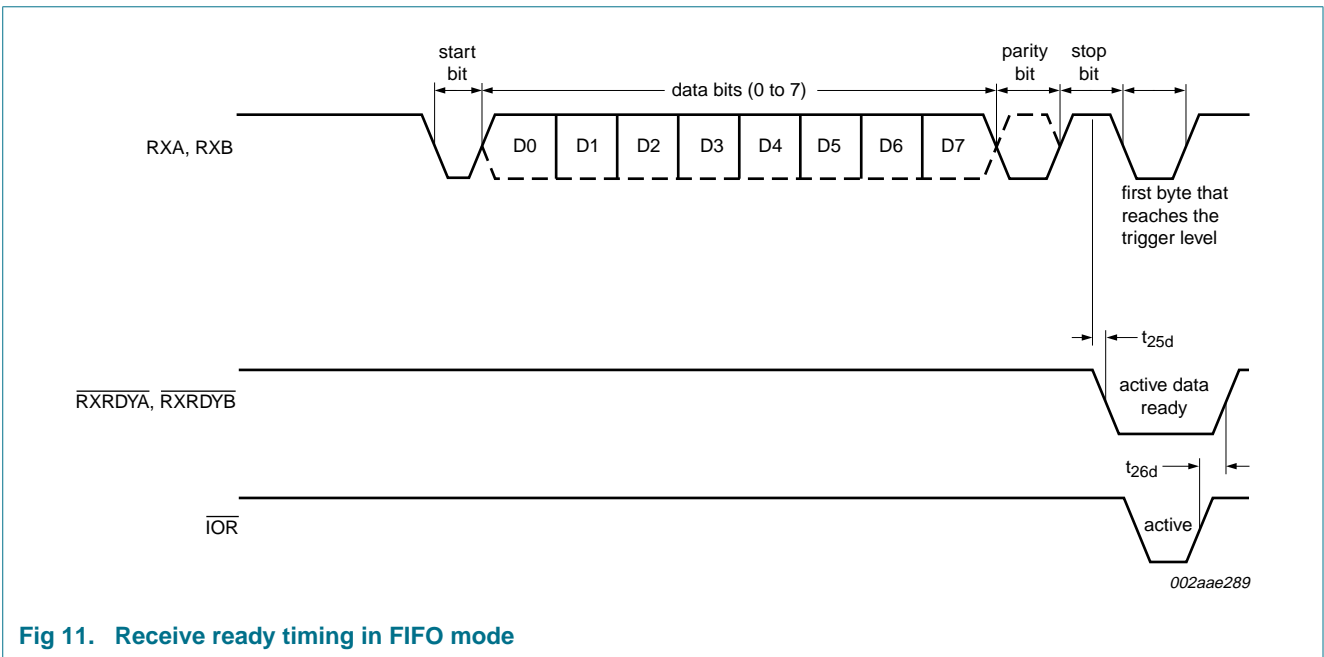 start
bit
data bits (0 to 7)
parity
bit
stop
bit
RXA, RXB
D0 D1 D2 D3 D4 D5 D6 D7
first byte that
reaches the
trigger level
t25d
RXRDYA, RXRDYB
active data
ready
t26d
IOR
active
002aae289
Fig 11. Receive ready timing in FIFO mode